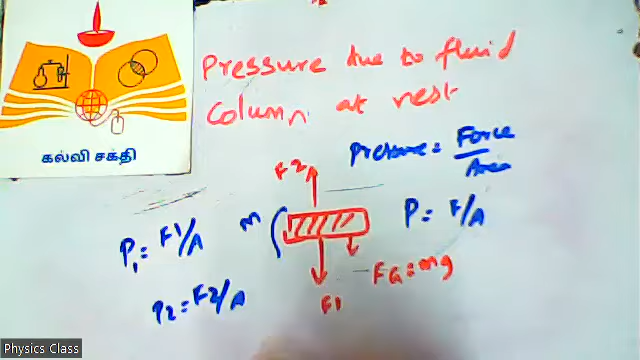 Pressure due to fluid
column at rest
கல்வி சக்தி
Pressure = Force
Area
F2
P1 = F1/A
m
P = F/A
FG = mg
P2 = F2/A
F1
Physics Class